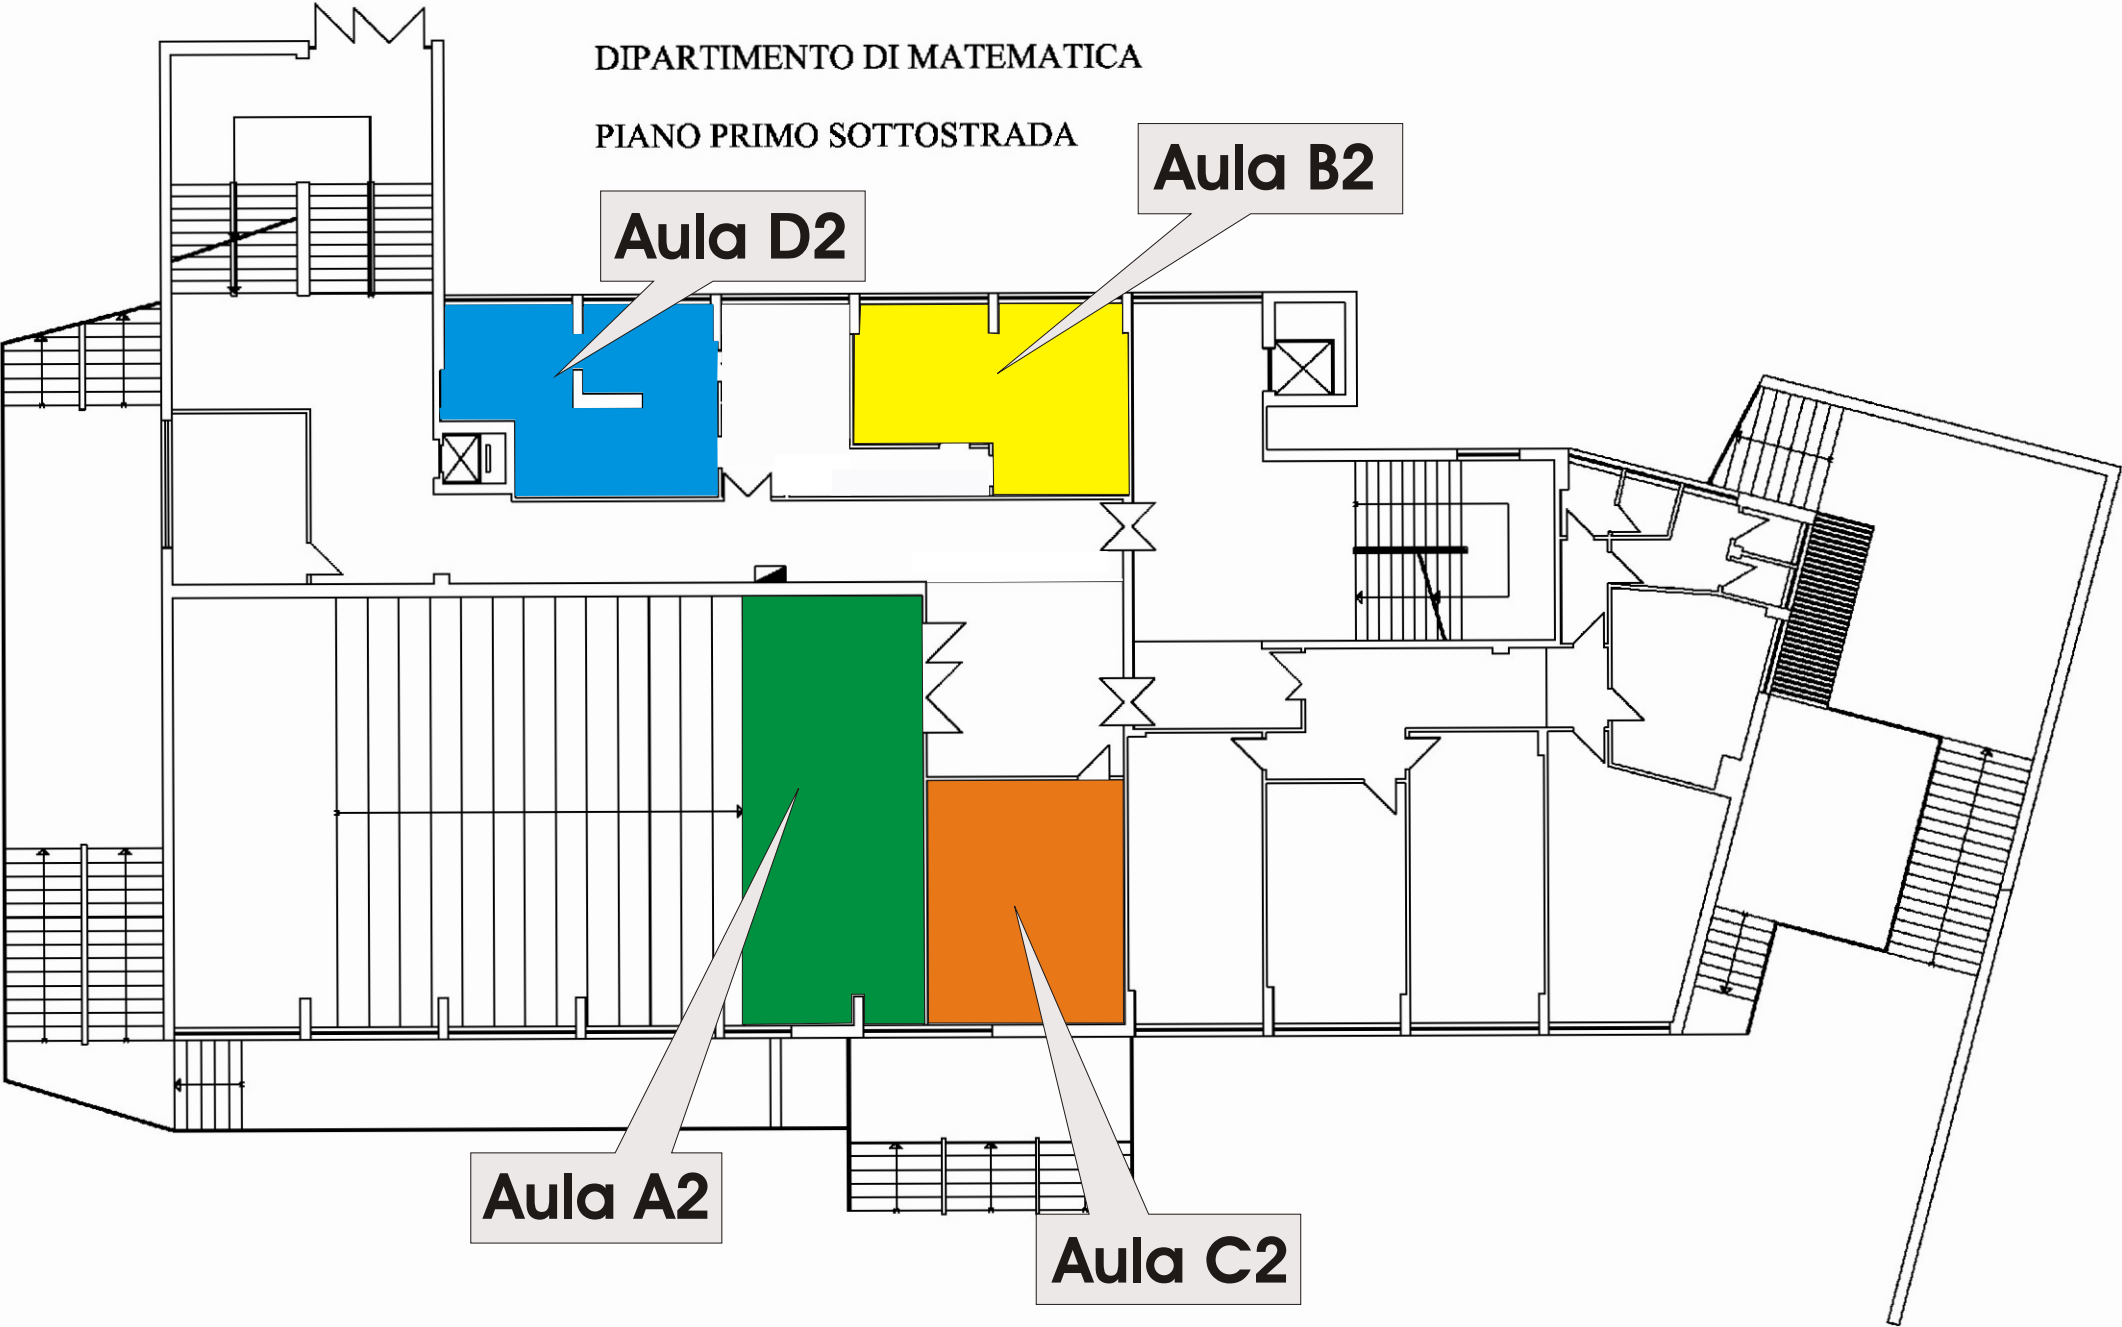 DIPARTIMENTO DI MATEMATICA
PIANO PRIMO SOTTOSTRADA
Aula B2
Aula D2
Aula A2
Aula C2